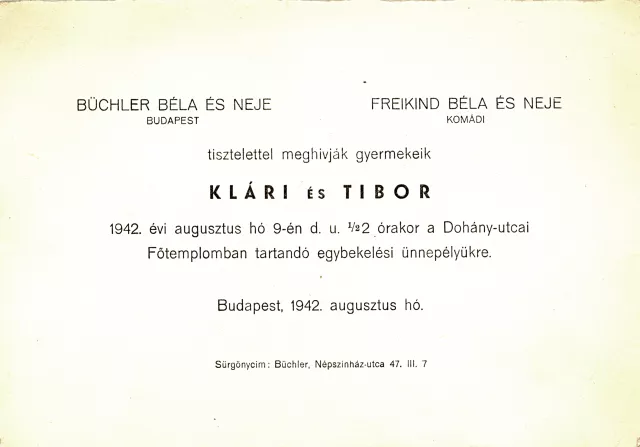 BÜCHLER BÉLA ÉS NEJE
BUDAPEST
FREIKIND BÉLA ÉS NEJE
KOMÁDI
tisztelettel meghivják gyermekeik
KLÁRI ÉS TIBOR
1942. évi augusztus hó 9-én d. u. ½2 órakor a Dohány-utcai
Főtemplomban tartandó egybekelési ünnepélyükre.
Budapest, 1942. augusztus hó.
Sürgönycim: Büchler, Népszinház-utca 47. III. 7